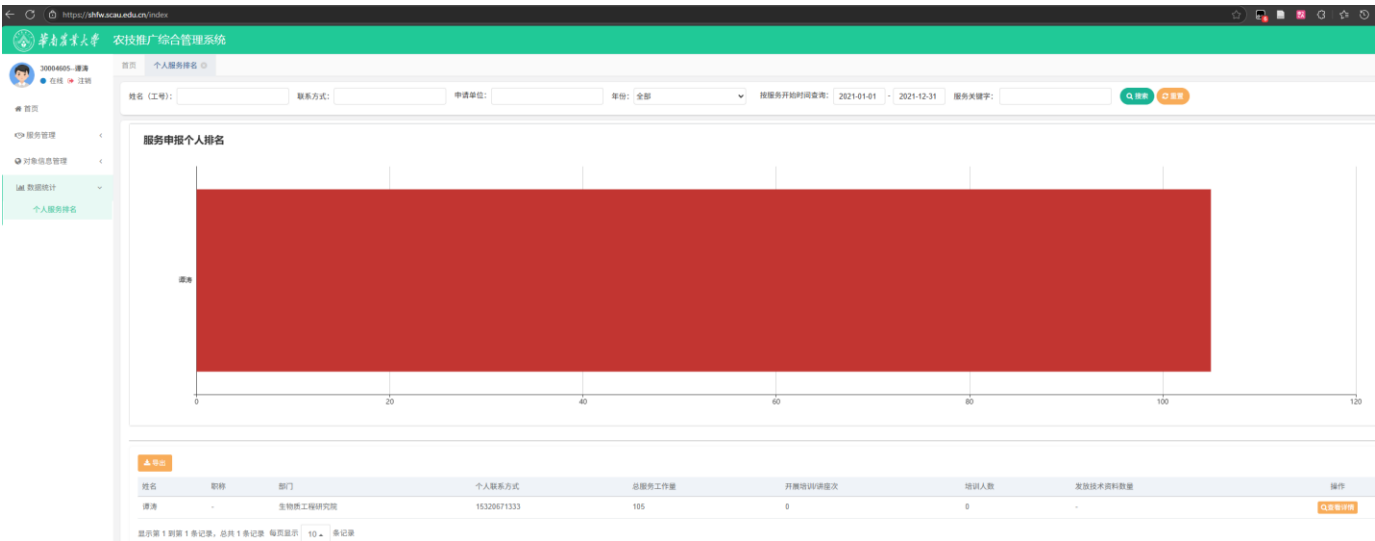 https://shfw.scau.edu.cn/index
華南農業大學 农技推广综合管理系统
30004605--谭涛
在线 注销
首页 个人服务排名
姓名（工号）： 联系方式： 申请单位： 年份： 全部 按服务开始时间查询： 2021-01-01 - 2021-12-31 服务关键字： 搜索 重置
首页
服务管理
对象信息管理
数据统计
个人服务排名
服务申报个人排名
谭涛
0 20 40 60 80 100 120
导出
姓名 职称 部门 个人联系方式 总服务工作量 开展培训/讲座次 培训人数 发放技术资料数量 操作
谭涛 - 生物质工程研究院 15320671333 105 0 0 - 查看详情
显示第 1 到第 1 条记录，总共 1 条记录 每页显示 10 条记录